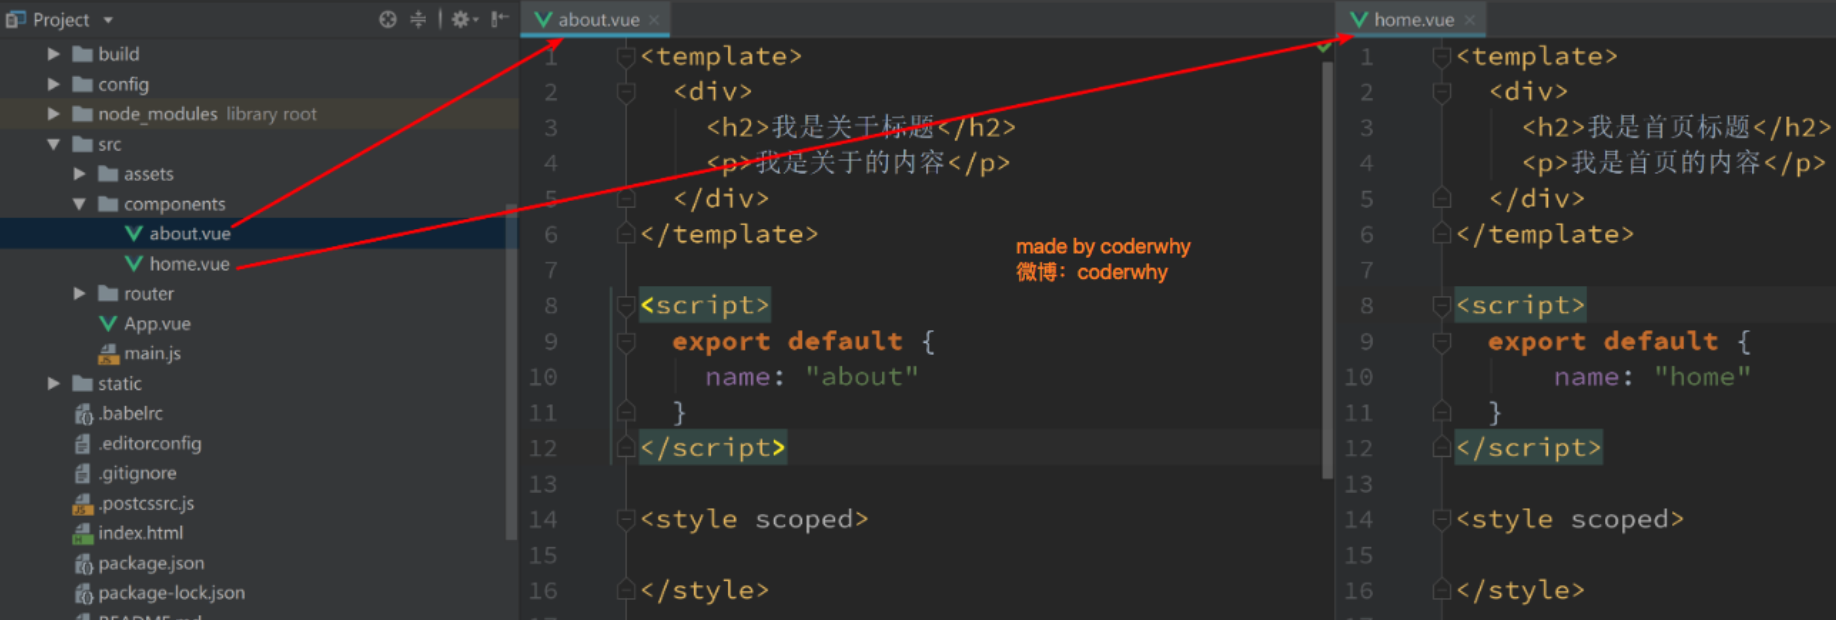 Project
build
config
node_modules library root
src
assets
components
about.vue
home.vue
router
App.vue
main.js
static
.babelrc
.editorconfig
.gitignore
.postcssrc.js
index.html
package.json
package-lock.json
README.md
about.vue
1 <template>
2 <div>
3 <h2>我是关于标题</h2>
4 <p>我是关于的内容</p>
5 </div>
6 </template>
7
8 <script>
9 export default {
10 name: "about"
11 }
12 </script>
13
14 <style scoped>
15
16 </style>
made by coderwhy
微博：coderwhy
home.vue
1 <template>
2 <div>
3 <h2>我是首页标题</h2>
4 <p>我是首页的内容</p>
5 </div>
6 </template>
7
8 <script>
9 export default {
10 name: "home"
11 }
12 </script>
13
14 <style scoped>
15
16 </style>